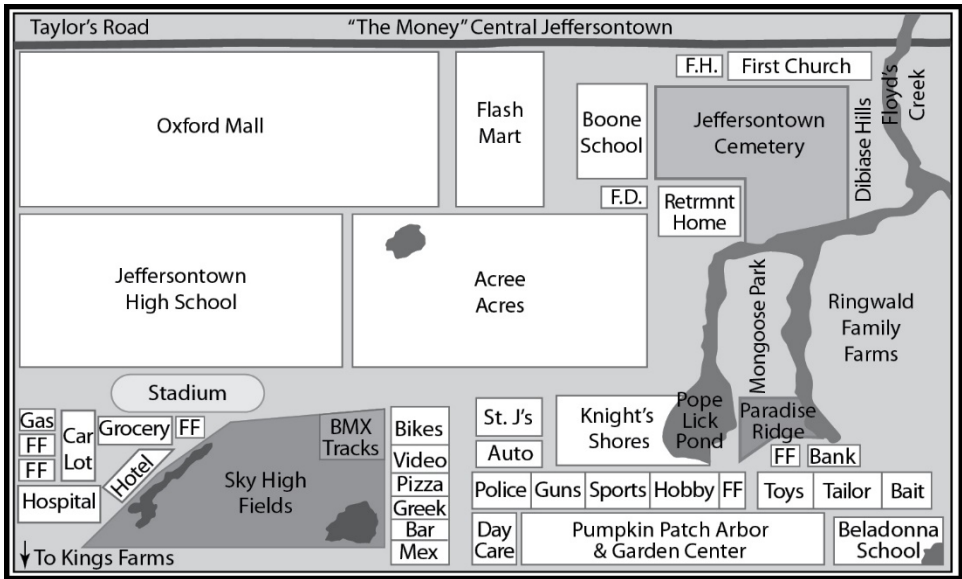 Taylor's Road
“The Money” Central Jeffersontown
F.H.
First Church
Floyd's
Creek
Oxford Mall
Flash
Mart
Boone
School
Jeffersontown
Cemetery
Dibiase Hills
F.D.
Retrmnt
Home
Jeffersontown
High School
Acree
Acres
Mongoose Park
Ringwald
Family
Farms
Stadium
Gas
FF
FF
Car
Lot
Grocery
FF
Hotel
Hospital
BMX
Tracks
Sky High
Fields
Bikes
Video
Pizza
Greek
Bar
Mex
St. J's
Auto
Knight's
Shores
Pope
Lick
Pond
Paradise
Ridge
FF
Bank
Police
Guns
Sports
Hobby
FF
Toys
Tailor
Bait
Day
Care
Pumpkin Patch Arbor
& Garden Center
Beladonna
School
↓ To Kings Farms